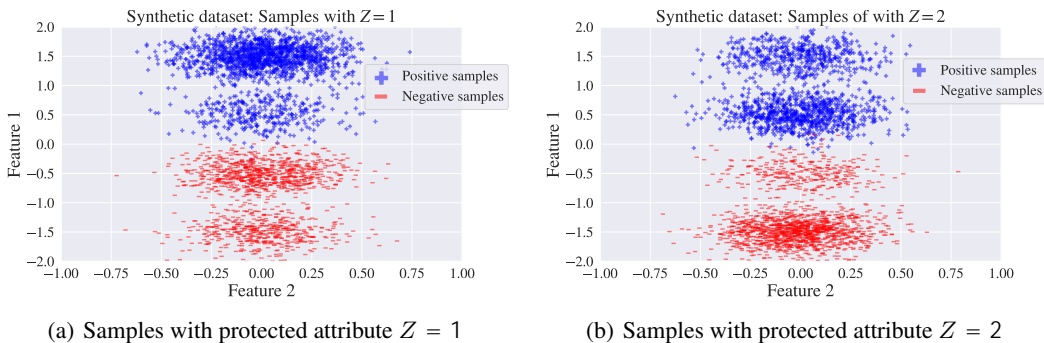 Synthetic dataset: Samples with Z=1
2.0
1.5
1.0
0.5
0.0
−0.5
−1.0
−1.5
−2.0
Feature 1
Positive samples
Negative samples
−1.00 −0.75 −0.50 −0.25 0.00 0.25 0.50 0.75 1.00
Feature 2
(a) Samples with protected attribute Z = 1
Synthetic dataset: Samples of with Z=2
2.0
1.5
1.0
0.5
0.0
−0.5
−1.0
−1.5
−2.0
Feature 1
Positive samples
Negative samples
−1.00 −0.75 −0.50 −0.25 0.00 0.25 0.50 0.75 1.00
Feature 2
(b) Samples with protected attribute Z = 2